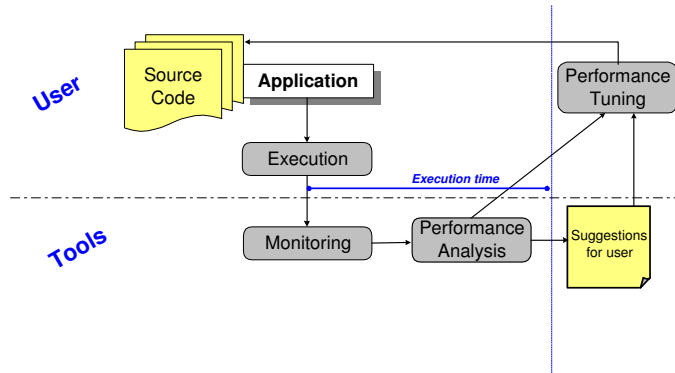 User
Source
Code
Application
Performance
Tuning
Execution
Execution time
Tools
Monitoring
Performance
Analysis
Suggestions
for user